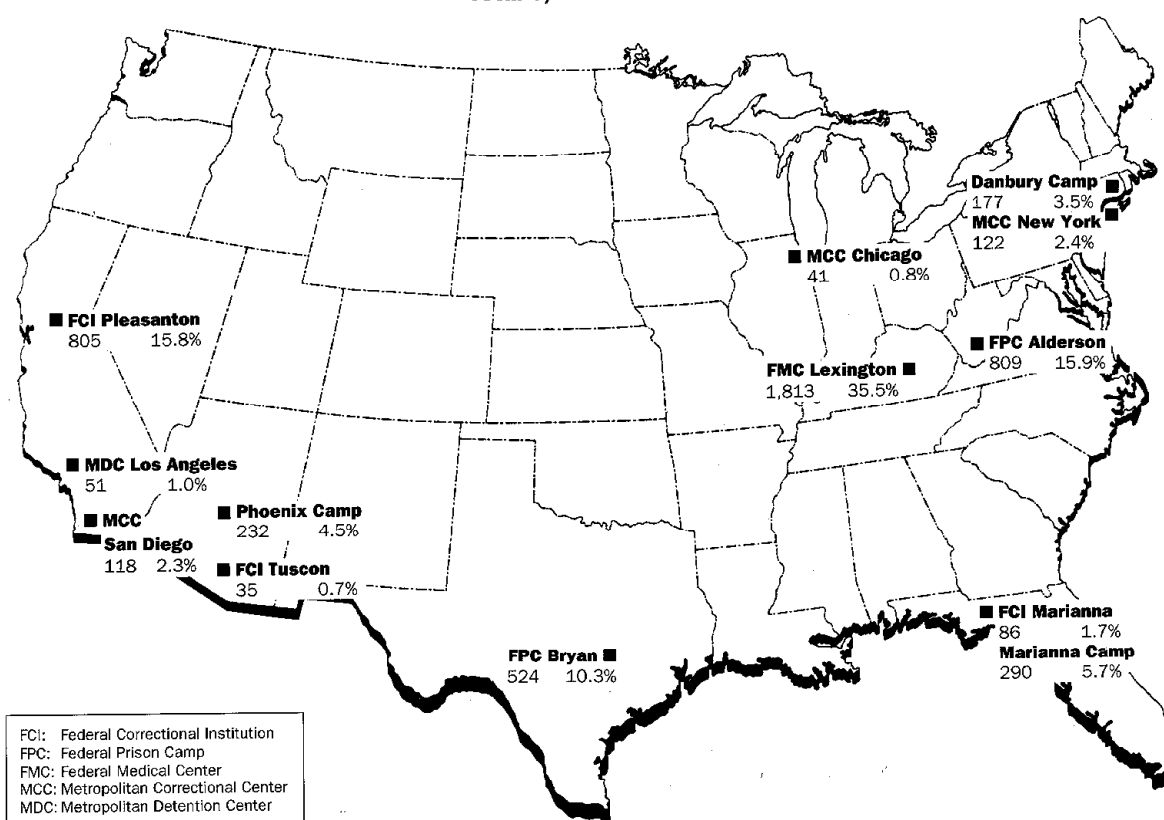 Danbury Camp
177 3.5%
MCC New York
122 2.4%
MCC Chicago
41 0.8%
FCI Pleasanton
805 15.8%
FPC Alderson
809 15.9%
FMC Lexington
1,813 35.5%
MDC Los Angeles
51 1.0%
MCC
San Diego
118 2.3%
Phoenix Camp
232 4.5%
FCI Tuscon
35 0.7%
FCI Marianna
86 1.7%
Marianna Camp
290 5.7%
FPC Bryan
524 10.3%
FCI: Federal Correctional Institution
FPC: Federal Prison Camp
FMC: Federal Medical Center
MCC: Metropolitan Correctional Center
MDC: Metropolitan Detention Center